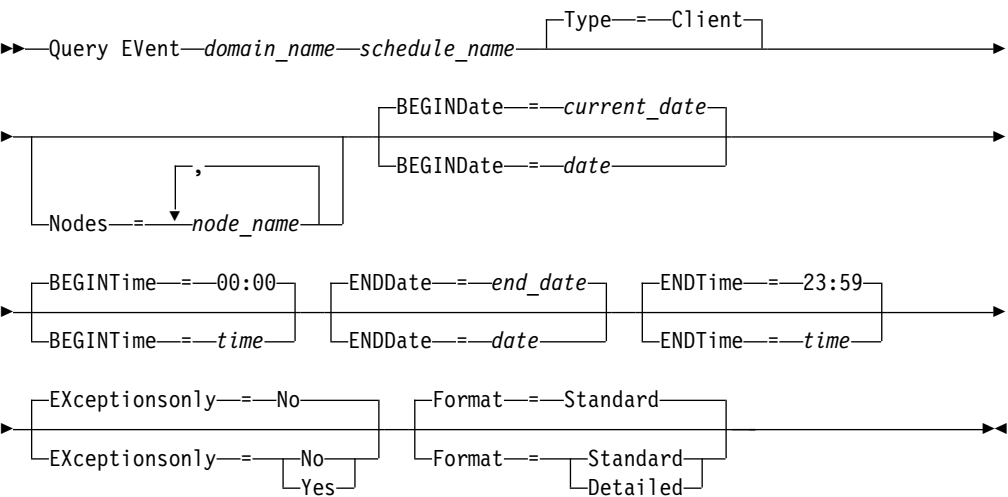 Type = Client
Query EVent domain_name schedule_name
BEGINDate = current_date
BEGINDate = date
,
Nodes = node_name
BEGINTime = 00:00 ENDDate = end_date ENDTime = 23:59
BEGINTime = time ENDDate = date ENDTime = time
EXceptionsonly = No Format = Standard
EXceptionsonly = No Format = Standard
Yes Detailed